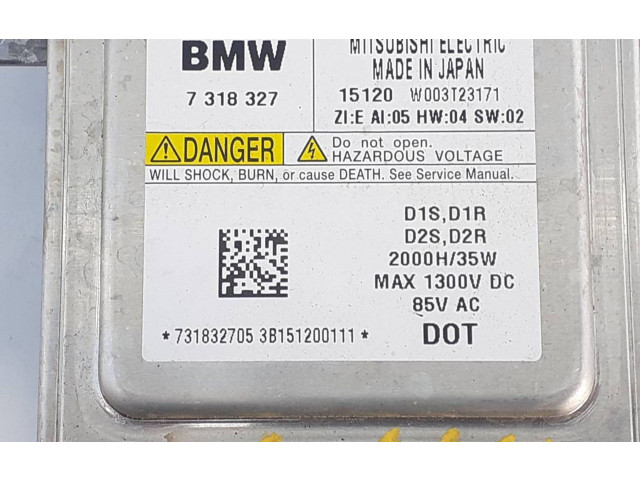 BMW
7 318 327
MITSUBISHI ELECTRIC
MADE IN JAPAN
15120 W003T23171
ZI:E AI:05 HW:04 SW:02
DANGER
Do not open.
HAZARDOUS VOLTAGE
WILL SHOCK, BURN, or cause DEATH. See Service Manual.
D1S,D1R
D2S,D2R
2000H/35W
MAX 1300V DC
85V AC
*731832705 3B151200111*
DOT